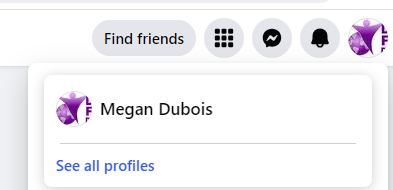 Find friends
Megan Dubois
See all profiles